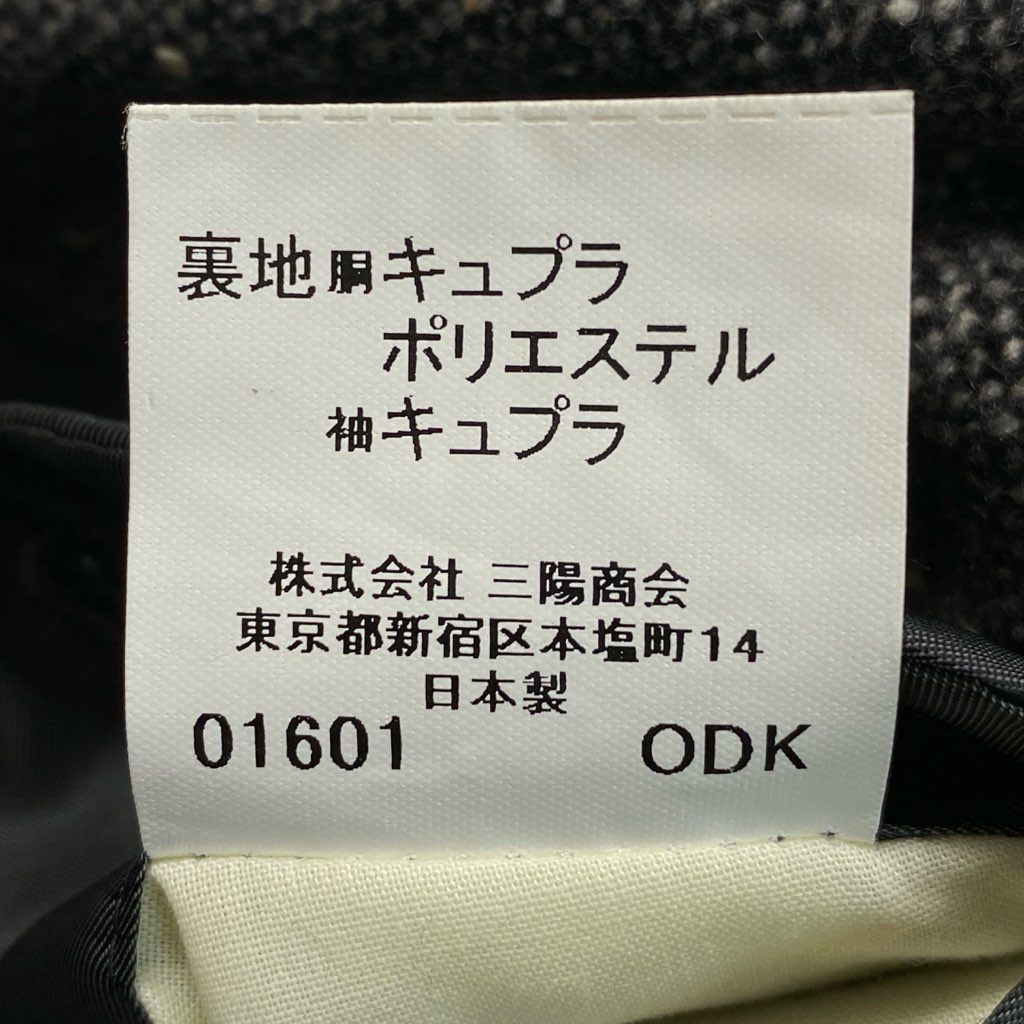 裏地胴キュプラ
ポリエステル
袖キュプラ
株式会社 三陽商会
東京都新宿区本塩町14
日本製
01601 ODK